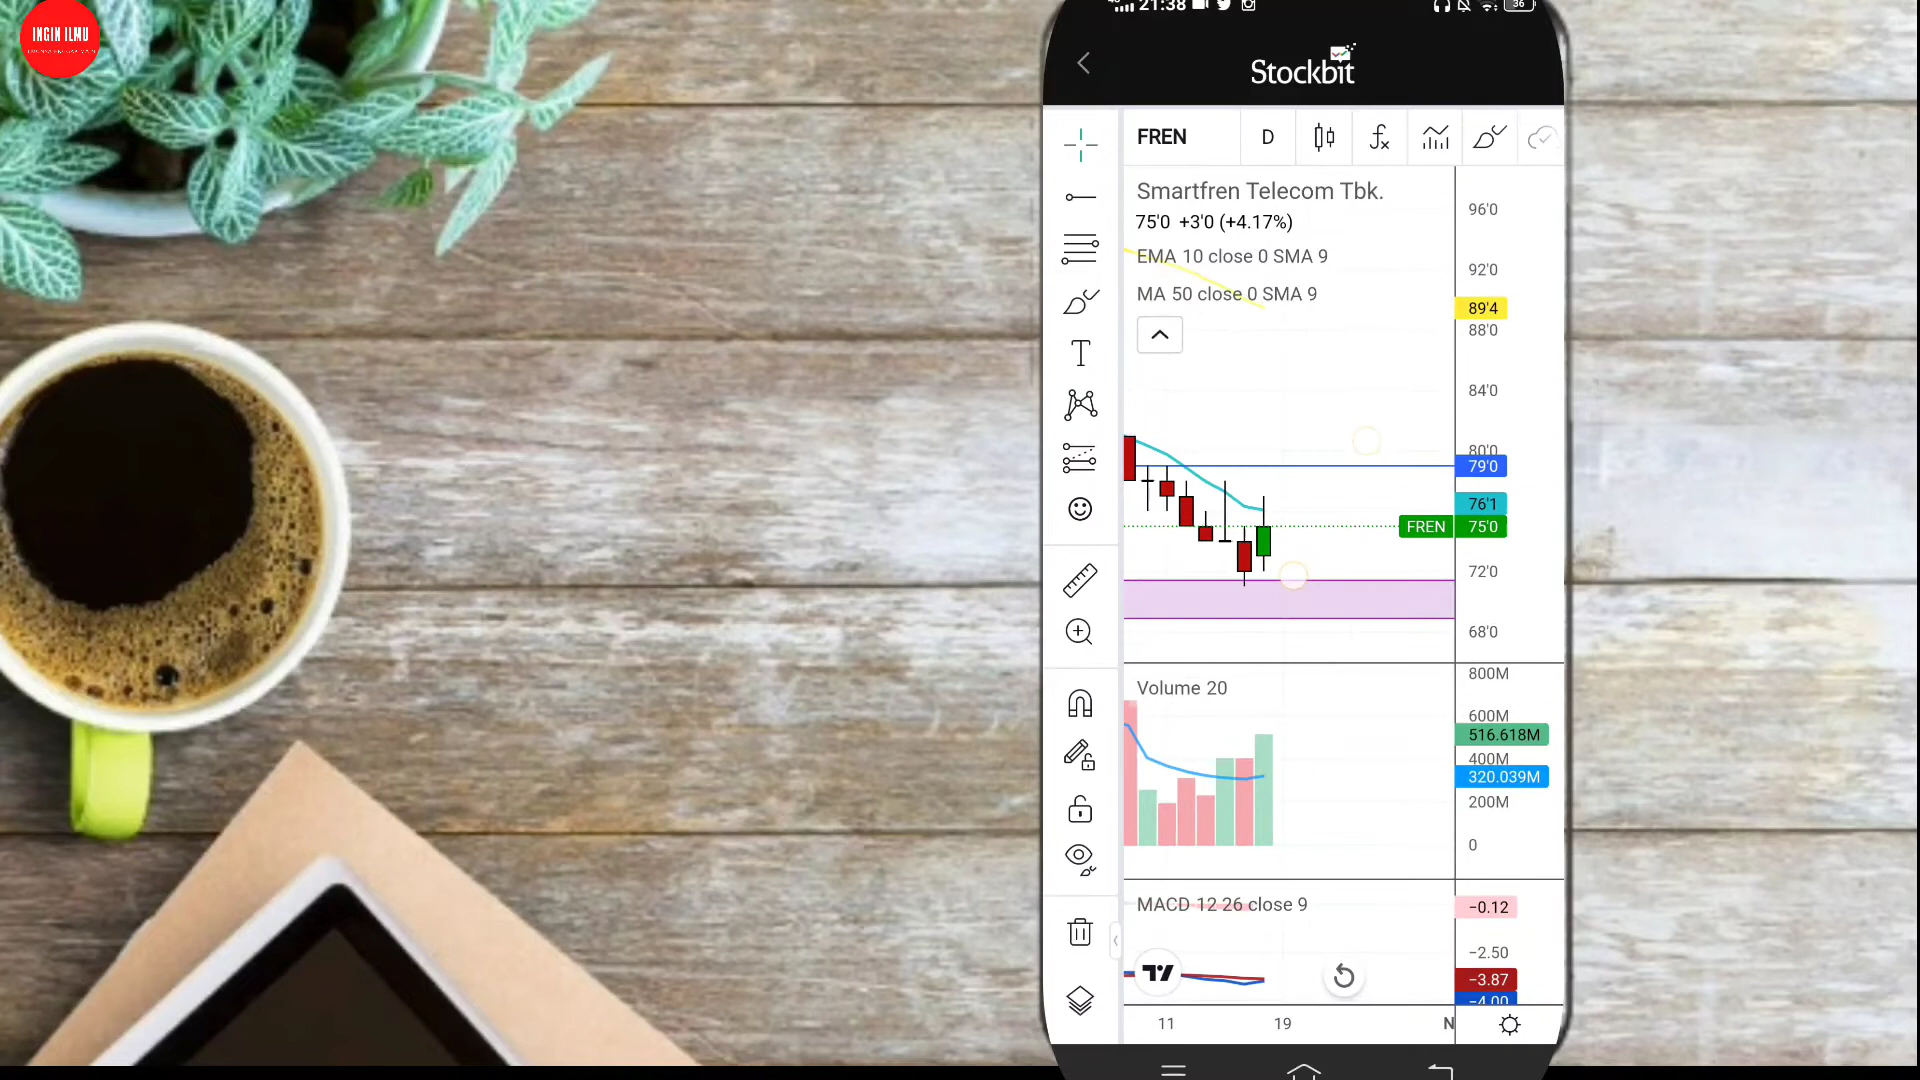 INGIN ILMU
21:38
36
Stockbit
FREN
D
Smartfren Telecom Tbk.
75'0 +3'0 (+4.17%)
EMA 10 close 0 SMA 9
MA 50 close 0 SMA 9
96'0
92'0
89'4
88'0
84'0
80'0
79'0
76'1
FREN 75'0
72'0
68'0
Volume 20
800M
600M
516.618M
400M
320.039M
200M
0
MACD 12 26 close 9
−0.12
−2.50
−3.87
−4.00
11
19
N